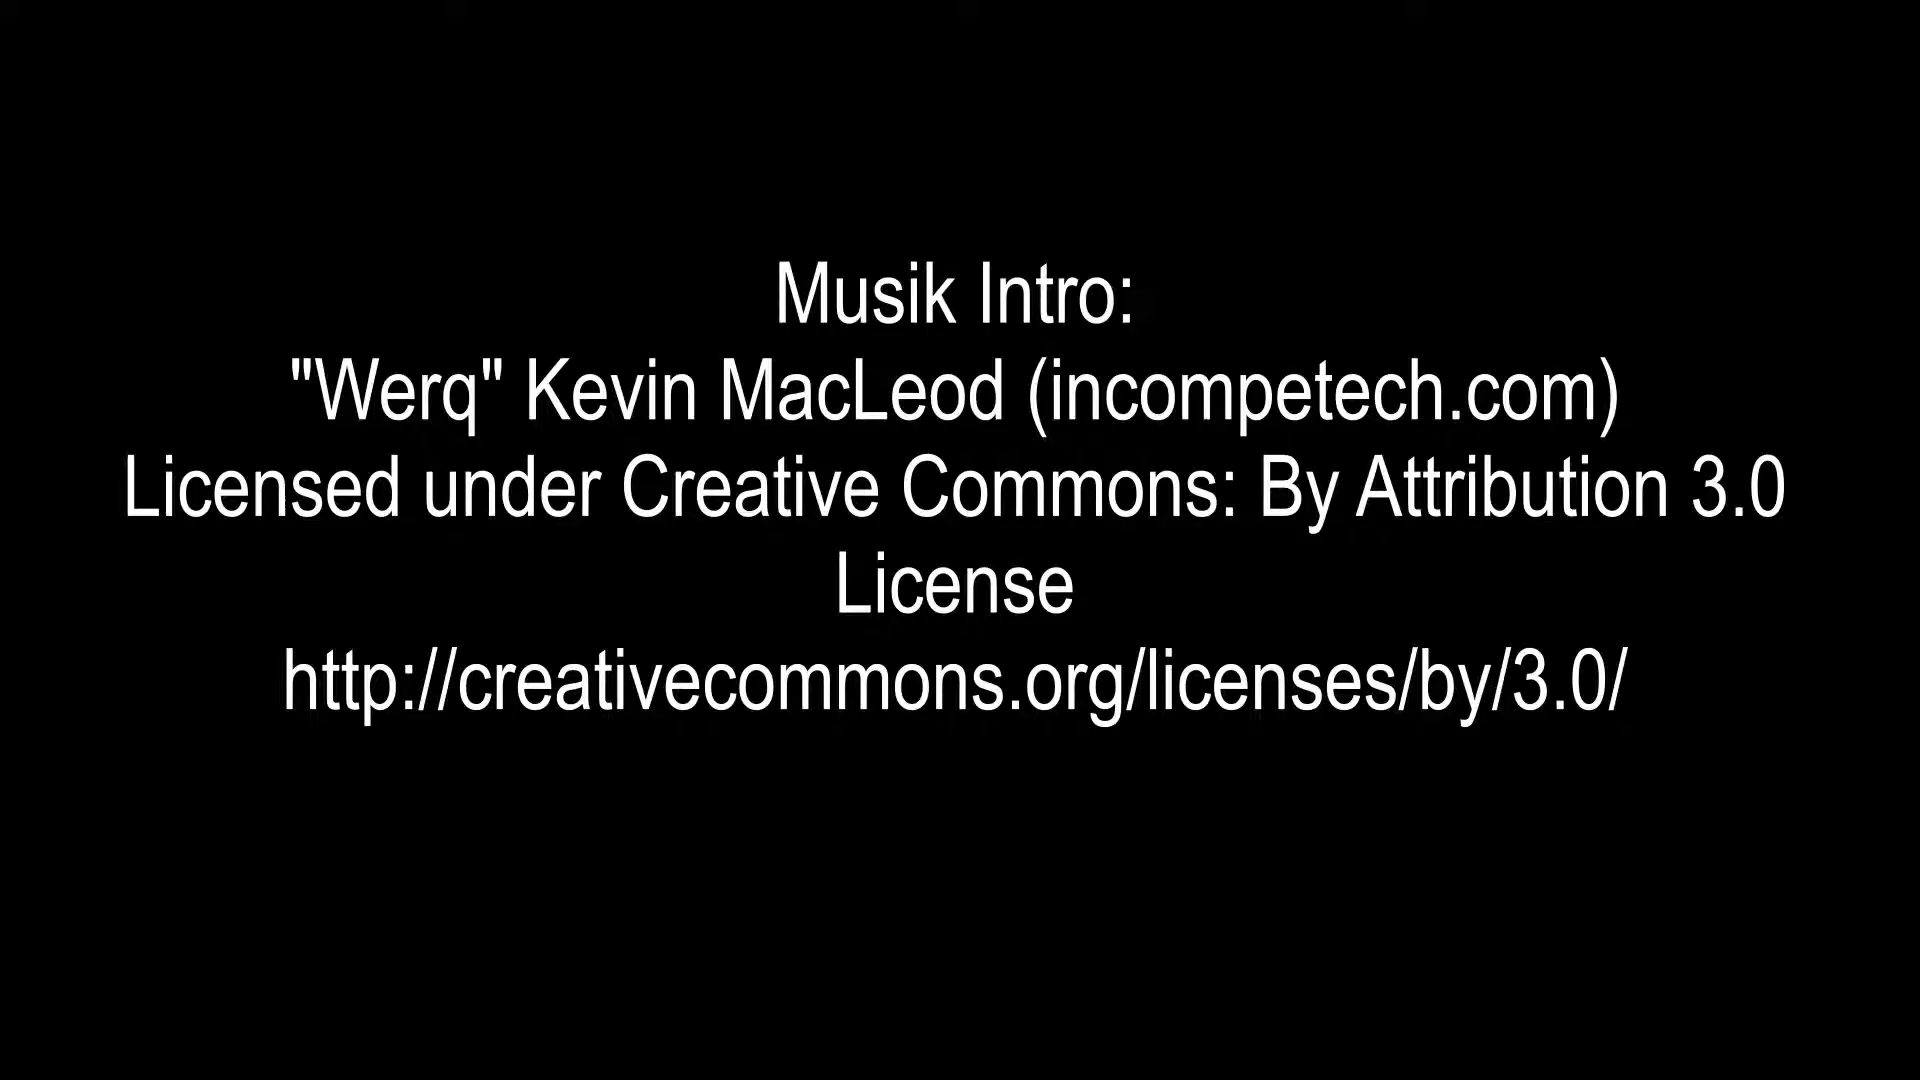 Musik Intro:
"Werq" Kevin MacLeod (incompetech.com)
Licensed under Creative Commons: By Attribution 3.0
License
http://creativecommons.org/licenses/by/3.0/